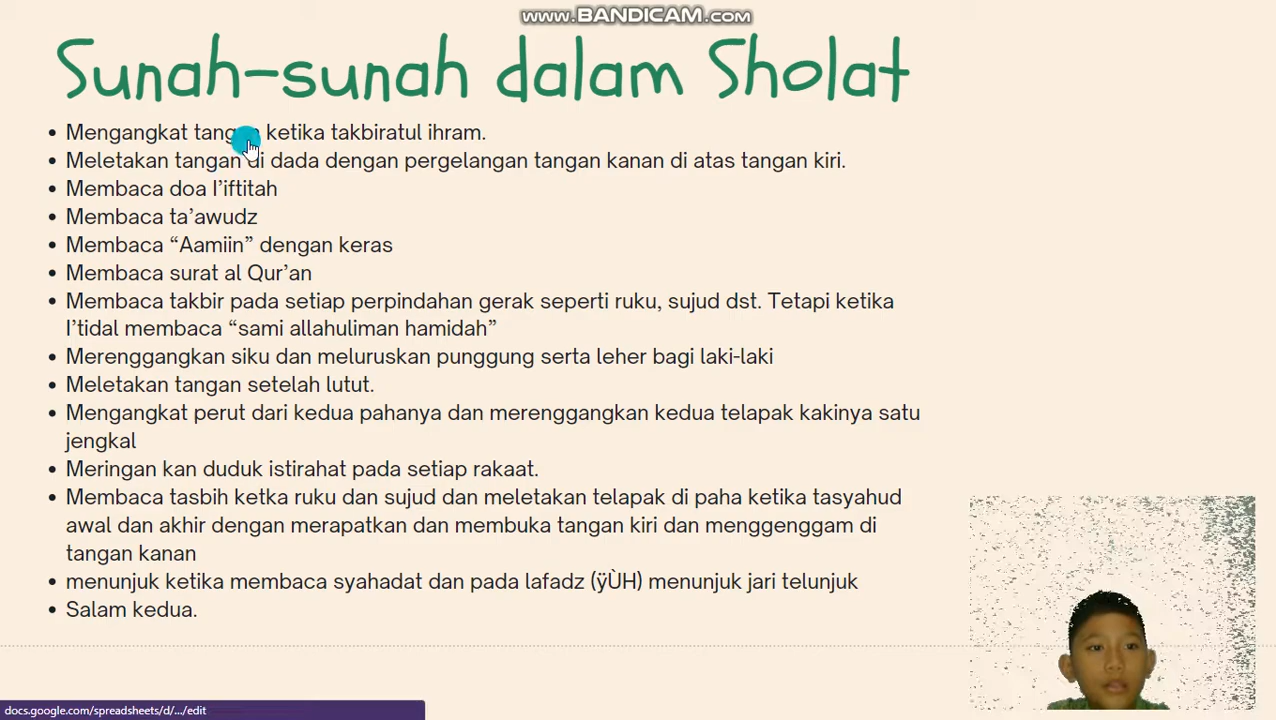 www.BANDICAM.com
Sunah-sunah dalam Sholat
• Mengangkat tangan ketika takbiratul ihram.
• Meletakan tangan di dada dengan pergelangan tangan kanan di atas tangan kiri.
• Membaca doa I’iftitah
• Membaca ta’awudz
• Membaca “Aamiin” dengan keras
• Membaca surat al Qur’an
• Membaca takbir pada setiap perpindahan gerak seperti ruku, sujud dst. Tetapi ketika
I’tidal membaca “sami allahuliman hamidah”
• Merenggangkan siku dan meluruskan punggung serta leher bagi laki-laki
• Meletakan tangan setelah lutut.
• Mengangkat perut dari kedua pahanya dan merenggangkan kedua telapak kakinya satu
jengkal
• Meringan kan duduk istirahat pada setiap rakaat.
• Membaca tasbih ketka ruku dan sujud dan meletakan telapak di paha ketika tasyahud
awal dan akhir dengan merapatkan dan membuka tangan kiri dan menggenggam di
tangan kanan
• menunjuk ketika membaca syahadat dan pada lafadz (ÿÙH) menunjuk jari telunjuk
• Salam kedua.
docs.google.com/spreadsheets/d/.../edit